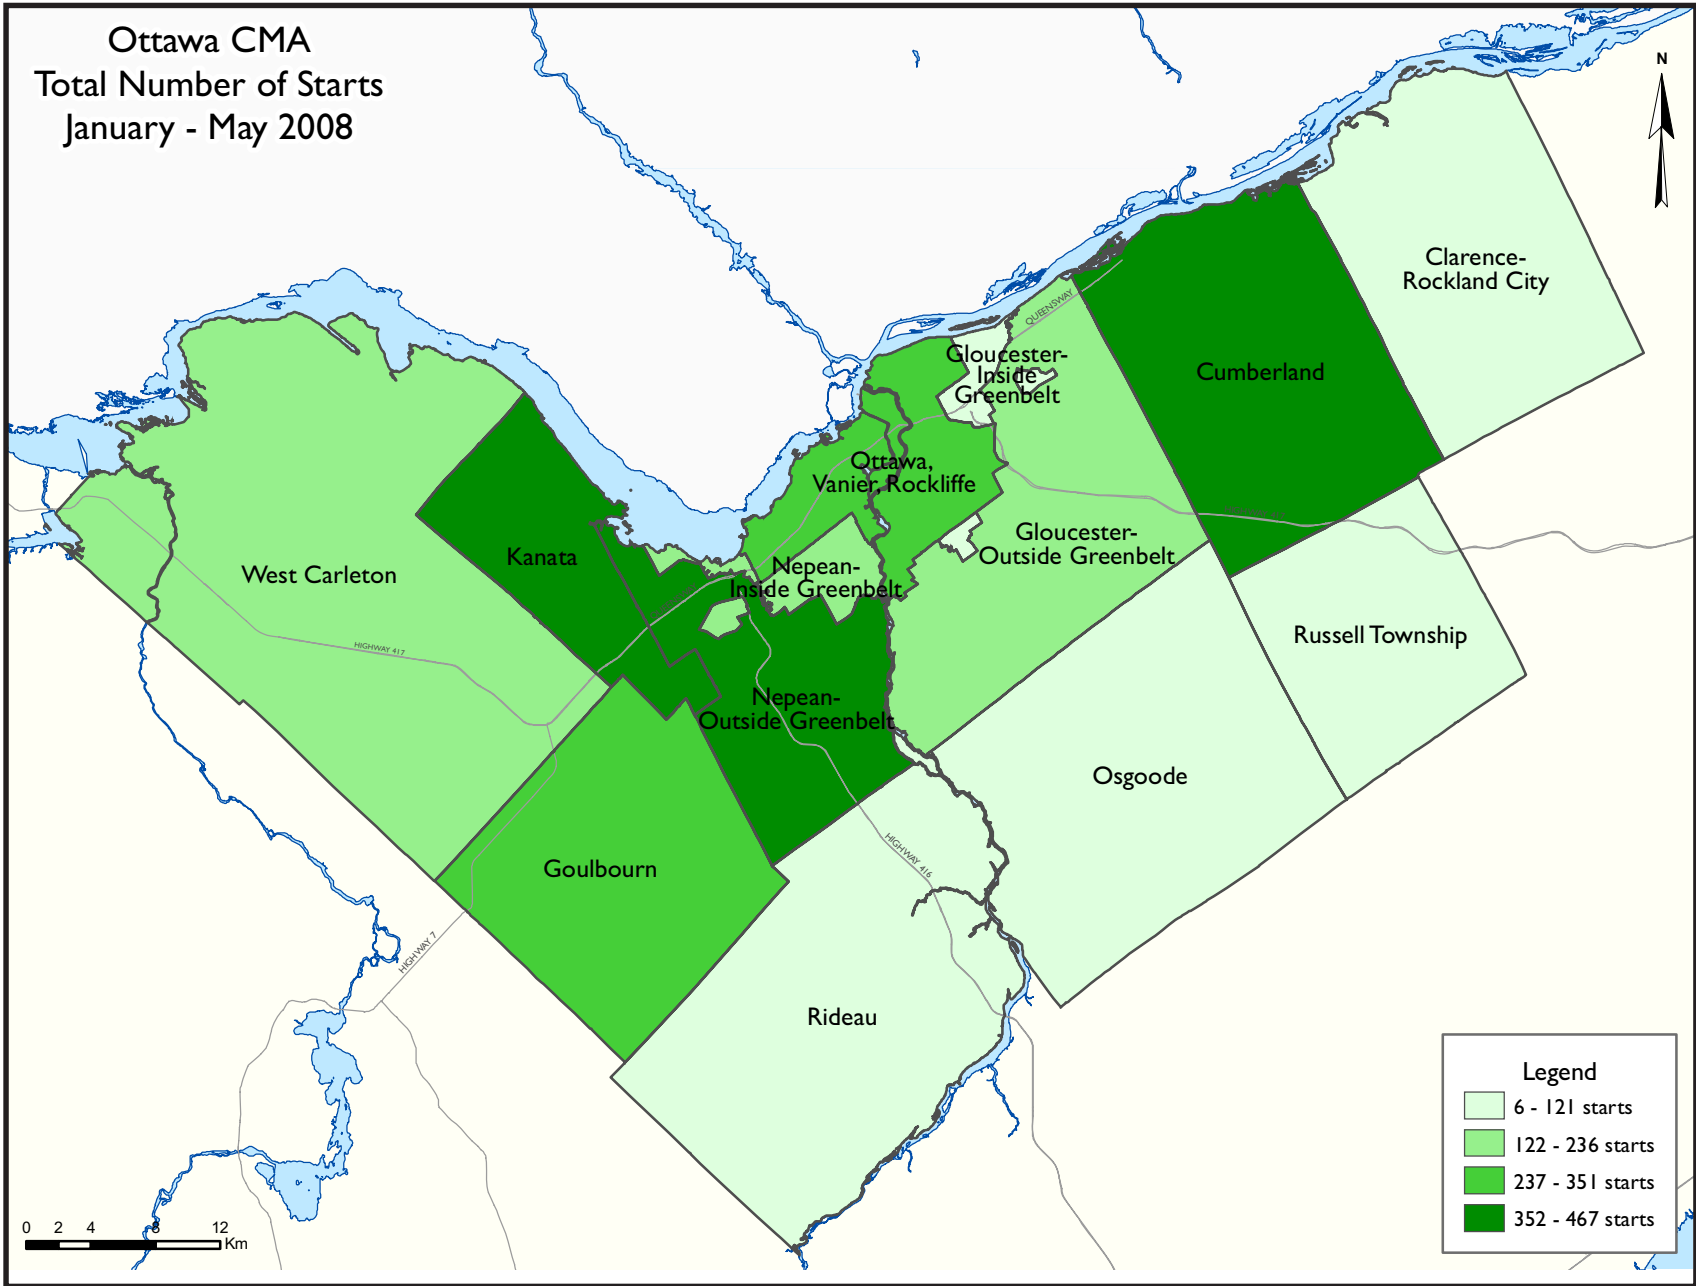 Ottawa CMA
Total Number of Starts
January - May 2008
N
Clarence-
Rockland City
QUEENSWAY
Gloucester-
Inside
Greenbelt
Cumberland
Ottawa,
Vanier, Rockliffe
Gloucester-
Outside Greenbelt
Kanata
West Carleton
Nepean-
Inside Greenbelt
HIGHWAY 417
Russell Township
Nepean-
Outside Greenbelt
Osgoode
Goulbourn
HIGHWAY 416
HIGHWAY 7
Rideau
Legend
6 - 121 starts
122 - 236 starts
237 - 351 starts
352 - 467 starts
0 2 4 8 12
Km